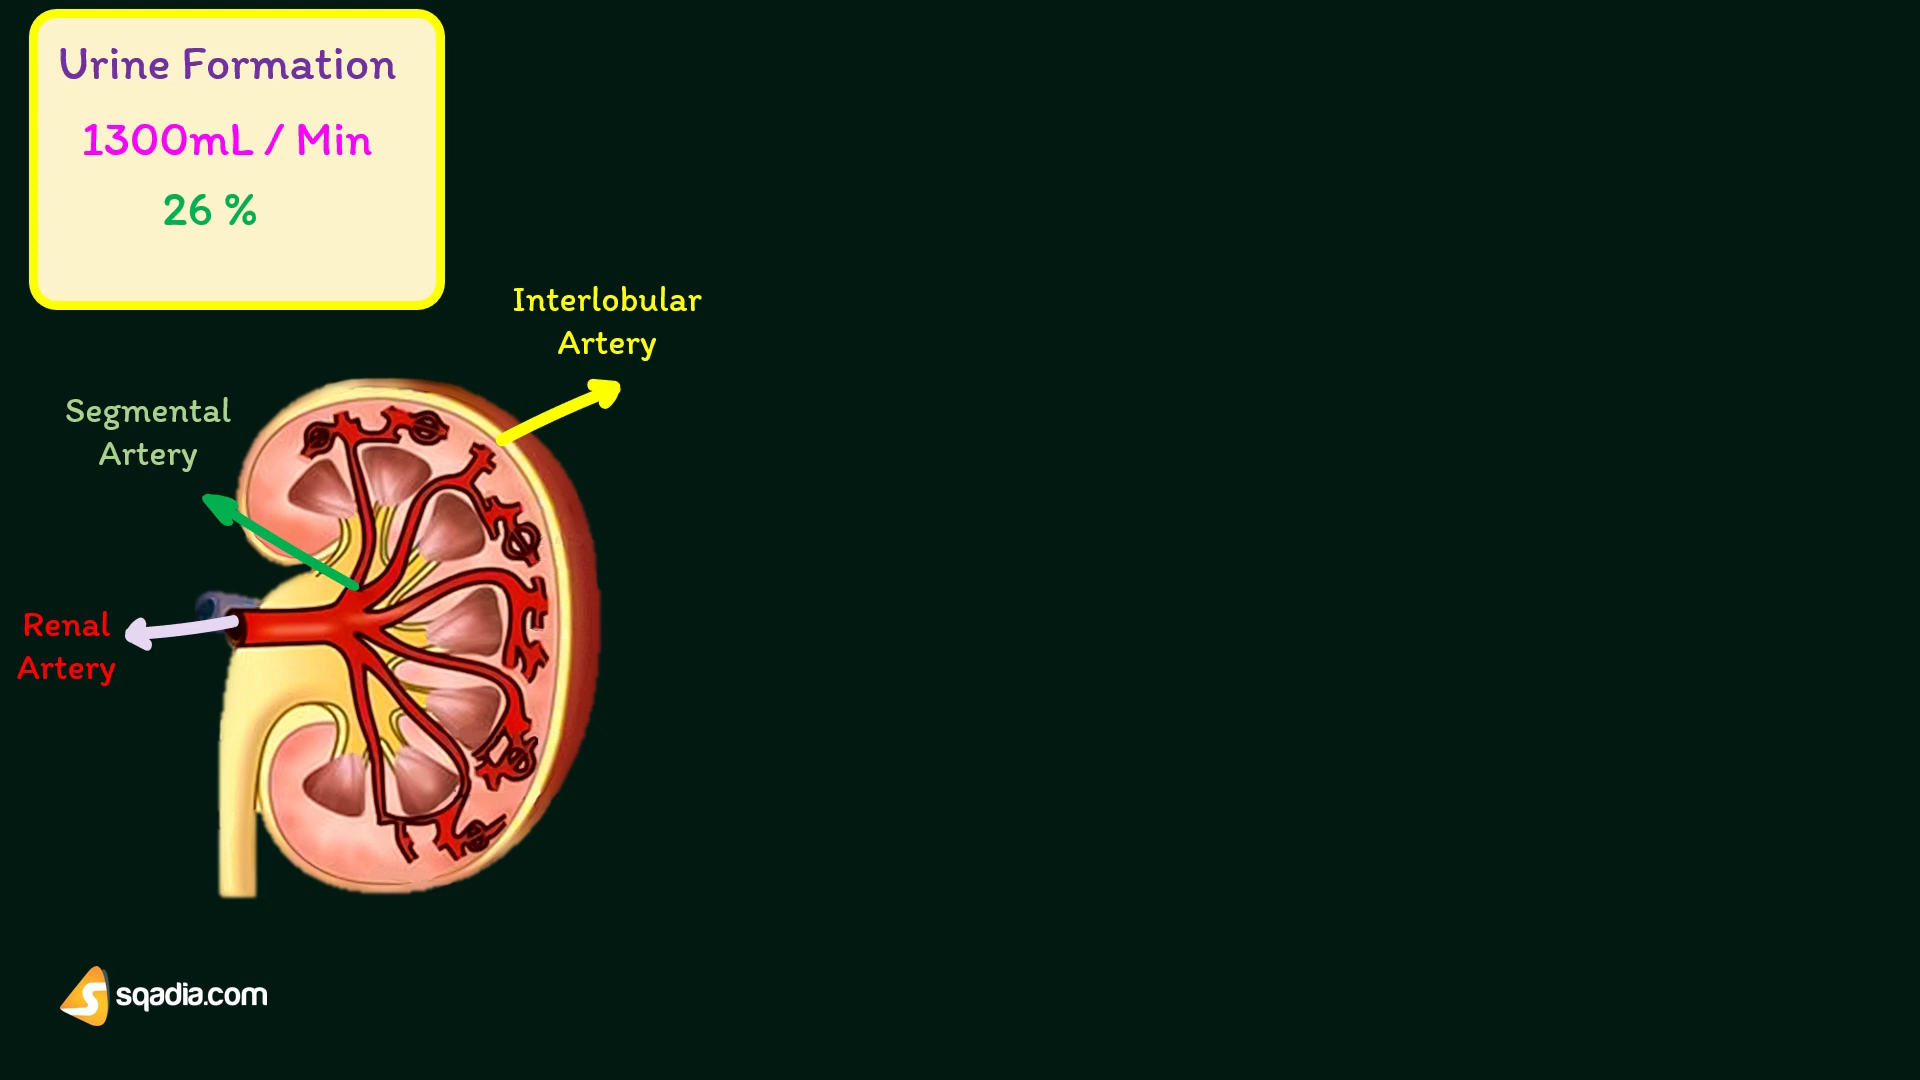 Urine Formation
1300mL / Min
26 %
Interlobular
Artery
Segmental
Artery
Renal
Artery
sqadia.com